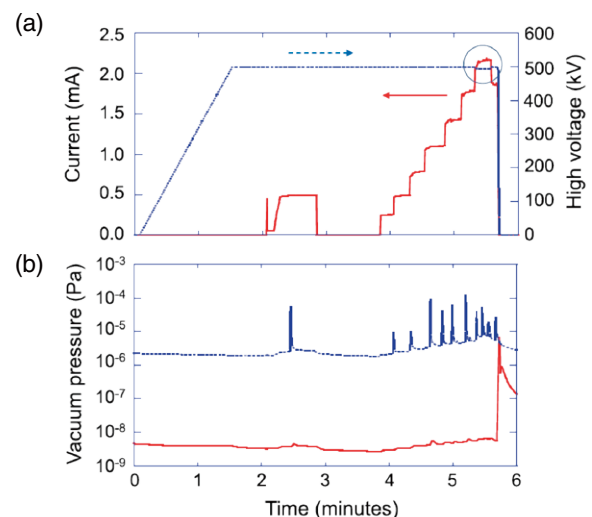 (a)
2.5
2.0
1.5
1.0
0.5
0.0
Current (mA)
600
500
400
300
200
100
0
High voltage (kV)
(b)
10-3
10-4
10-5
10-6
10-7
10-8
10-9
Vacuum pressure (Pa)
0 1 2 3 4 5 6
Time (minutes)